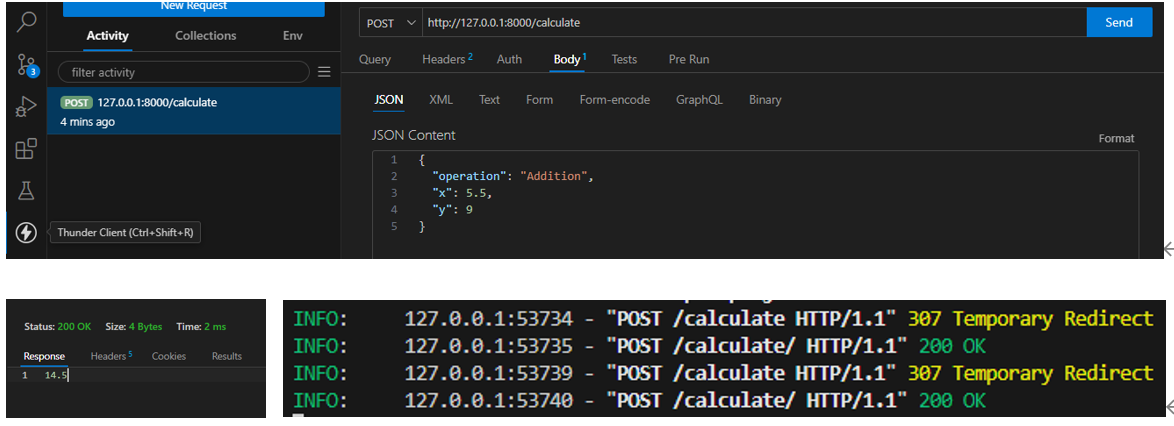 New Request
Activity Collections Env
filter activity
POST 127.0.0.1:8000/calculate
4 mins ago
3
Thunder Client (Ctrl+Shift+R)
POST http://127.0.0.1:8000/calculate Send
Query Headers 2 Auth Body 1 Tests Pre Run
JSON XML Text Form Form-encode GraphQL Binary
JSON Content
Format
1 {
2 "operation": "Addition",
3 "x": 5.5,
4 "y": 9
5 }
Status: 200 OK Size: 4 Bytes Time: 2 ms
Response Headers 5 Cookies Results
1 14.5
INFO: 127.0.0.1:53734 - "POST /calculate HTTP/1.1" 307 Temporary Redirect
INFO: 127.0.0.1:53735 - "POST /calculate/ HTTP/1.1" 200 OK
INFO: 127.0.0.1:53739 - "POST /calculate HTTP/1.1" 307 Temporary Redirect
INFO: 127.0.0.1:53740 - "POST /calculate/ HTTP/1.1" 200 OK